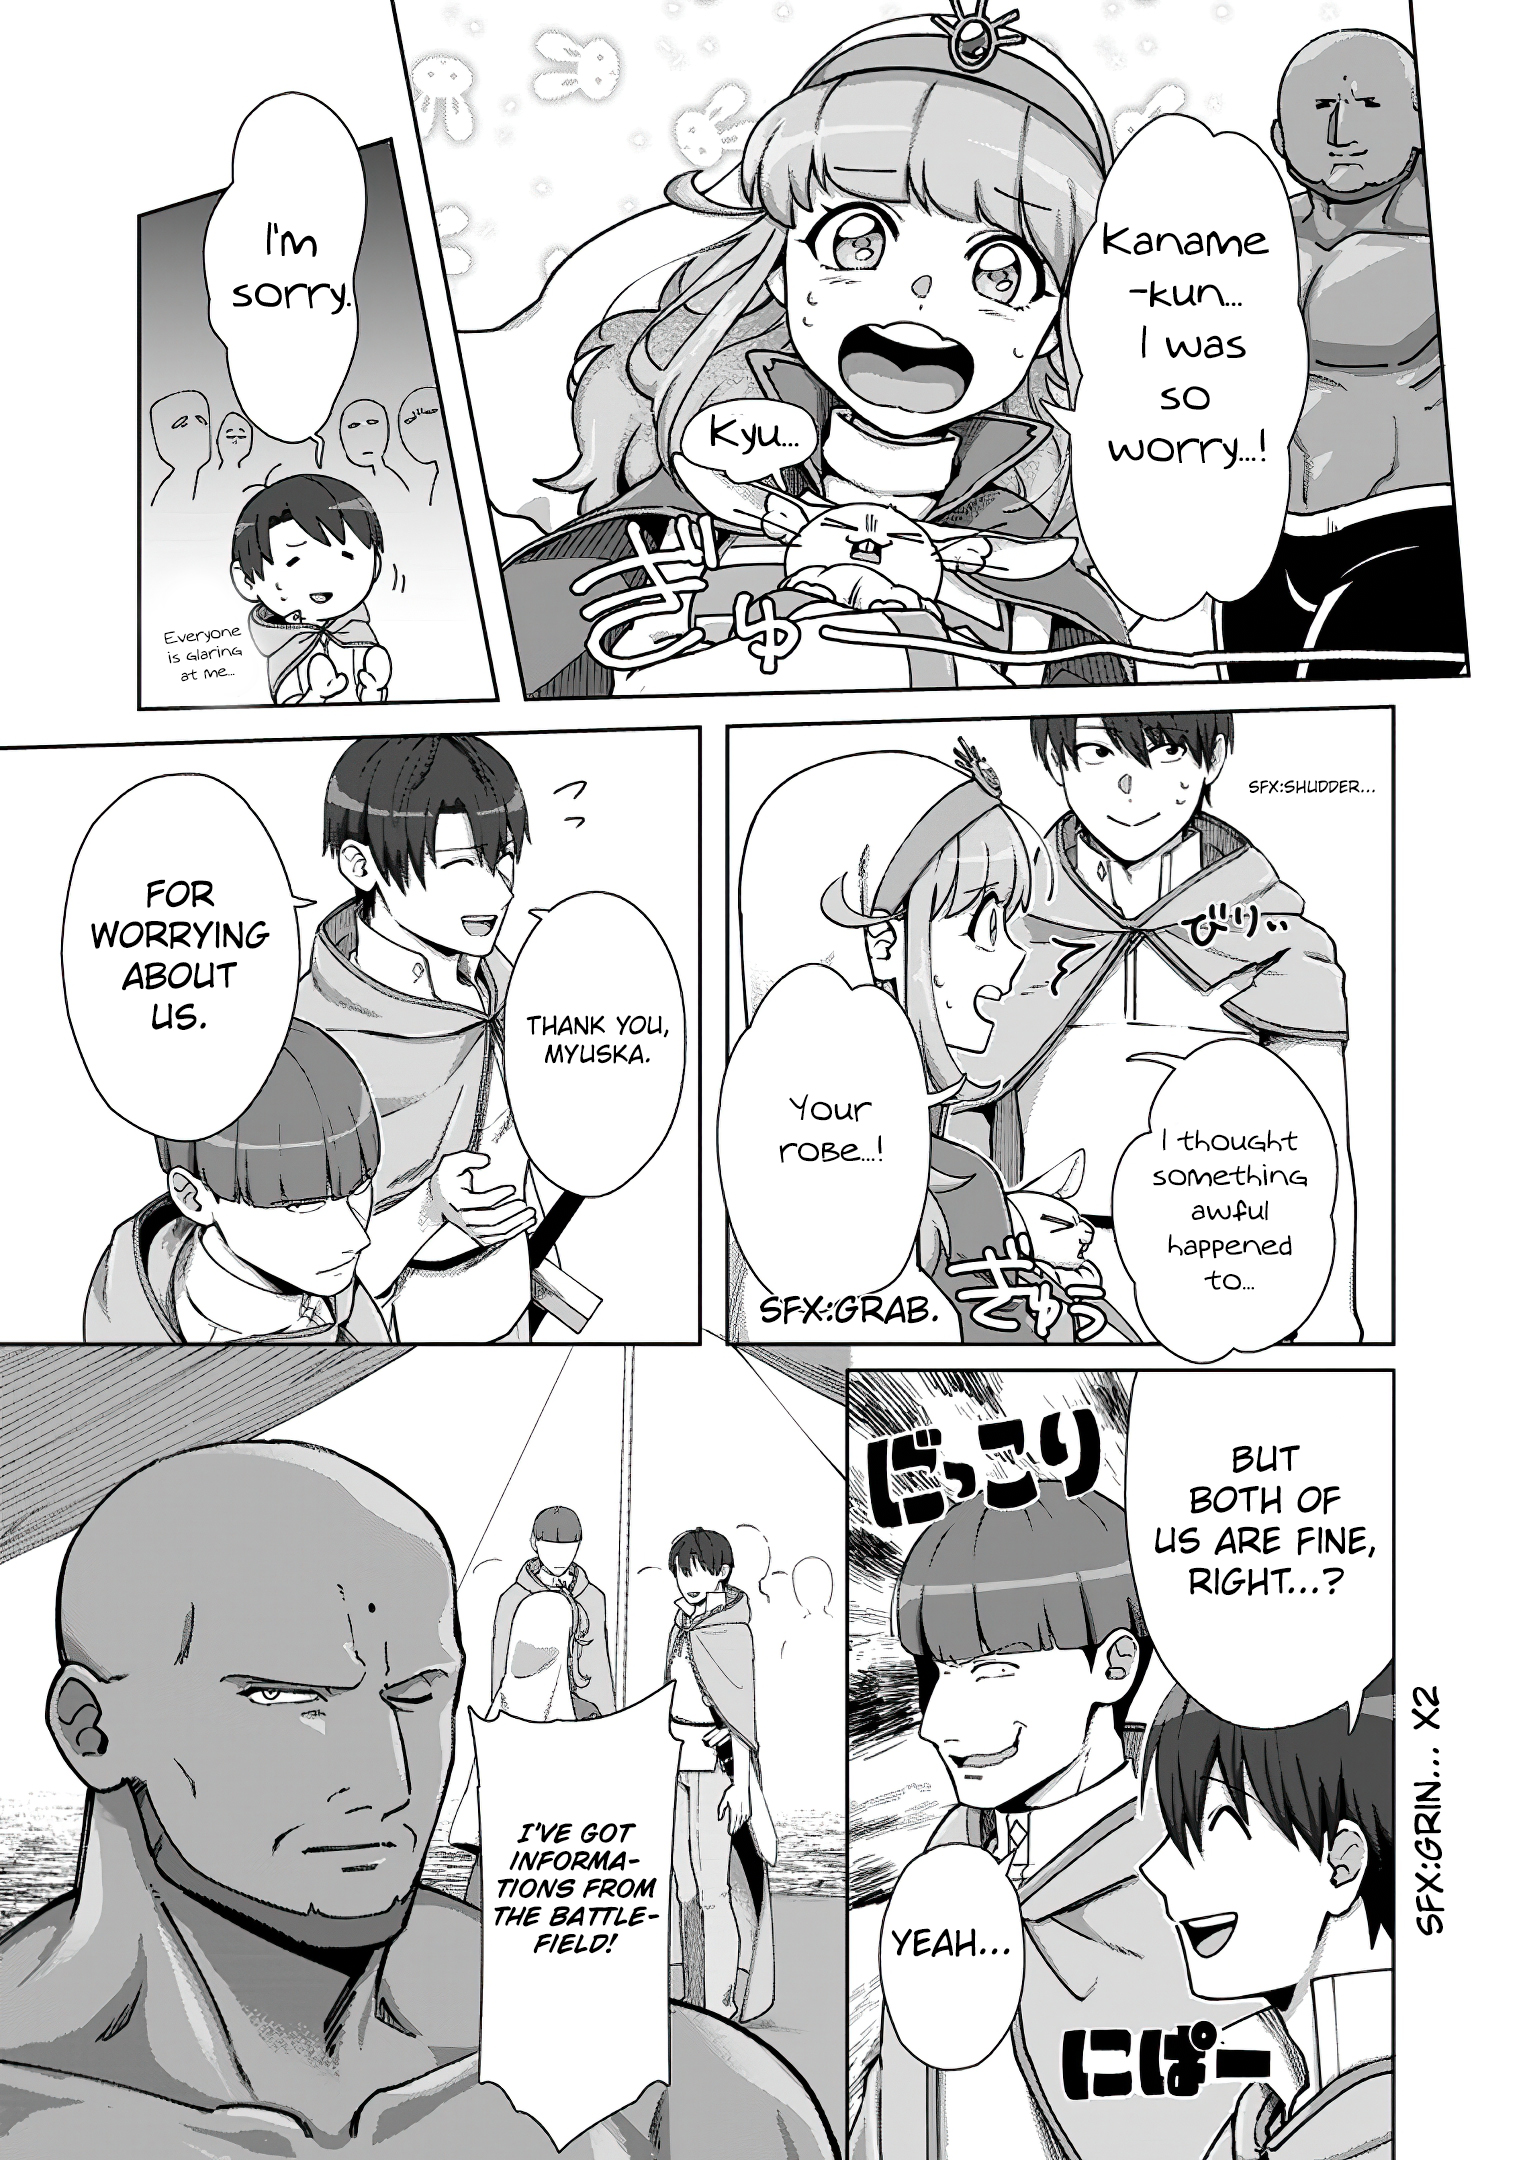 Kaname
-kun...
I was
so
worry...!
Kyu...
ぎゅ
I'm
sorry.
Everyone
is glaring
at me...
SFX:SHUDDER...
びりぃ
Your
robe...!
I thought
something
awful
happened
to...
ぎゅう
SFX:GRAB.
THANK YOU,
MYUSKA.
FOR
WORRYING
ABOUT
US.
BUT
BOTH OF
US ARE FINE,
RIGHT...?
にっこり
YEAH...
にぱー
SFX:GRIN... X2
I'VE GOT
INFORMA-
TIONS FROM
THE BATTLE-
FIELD!